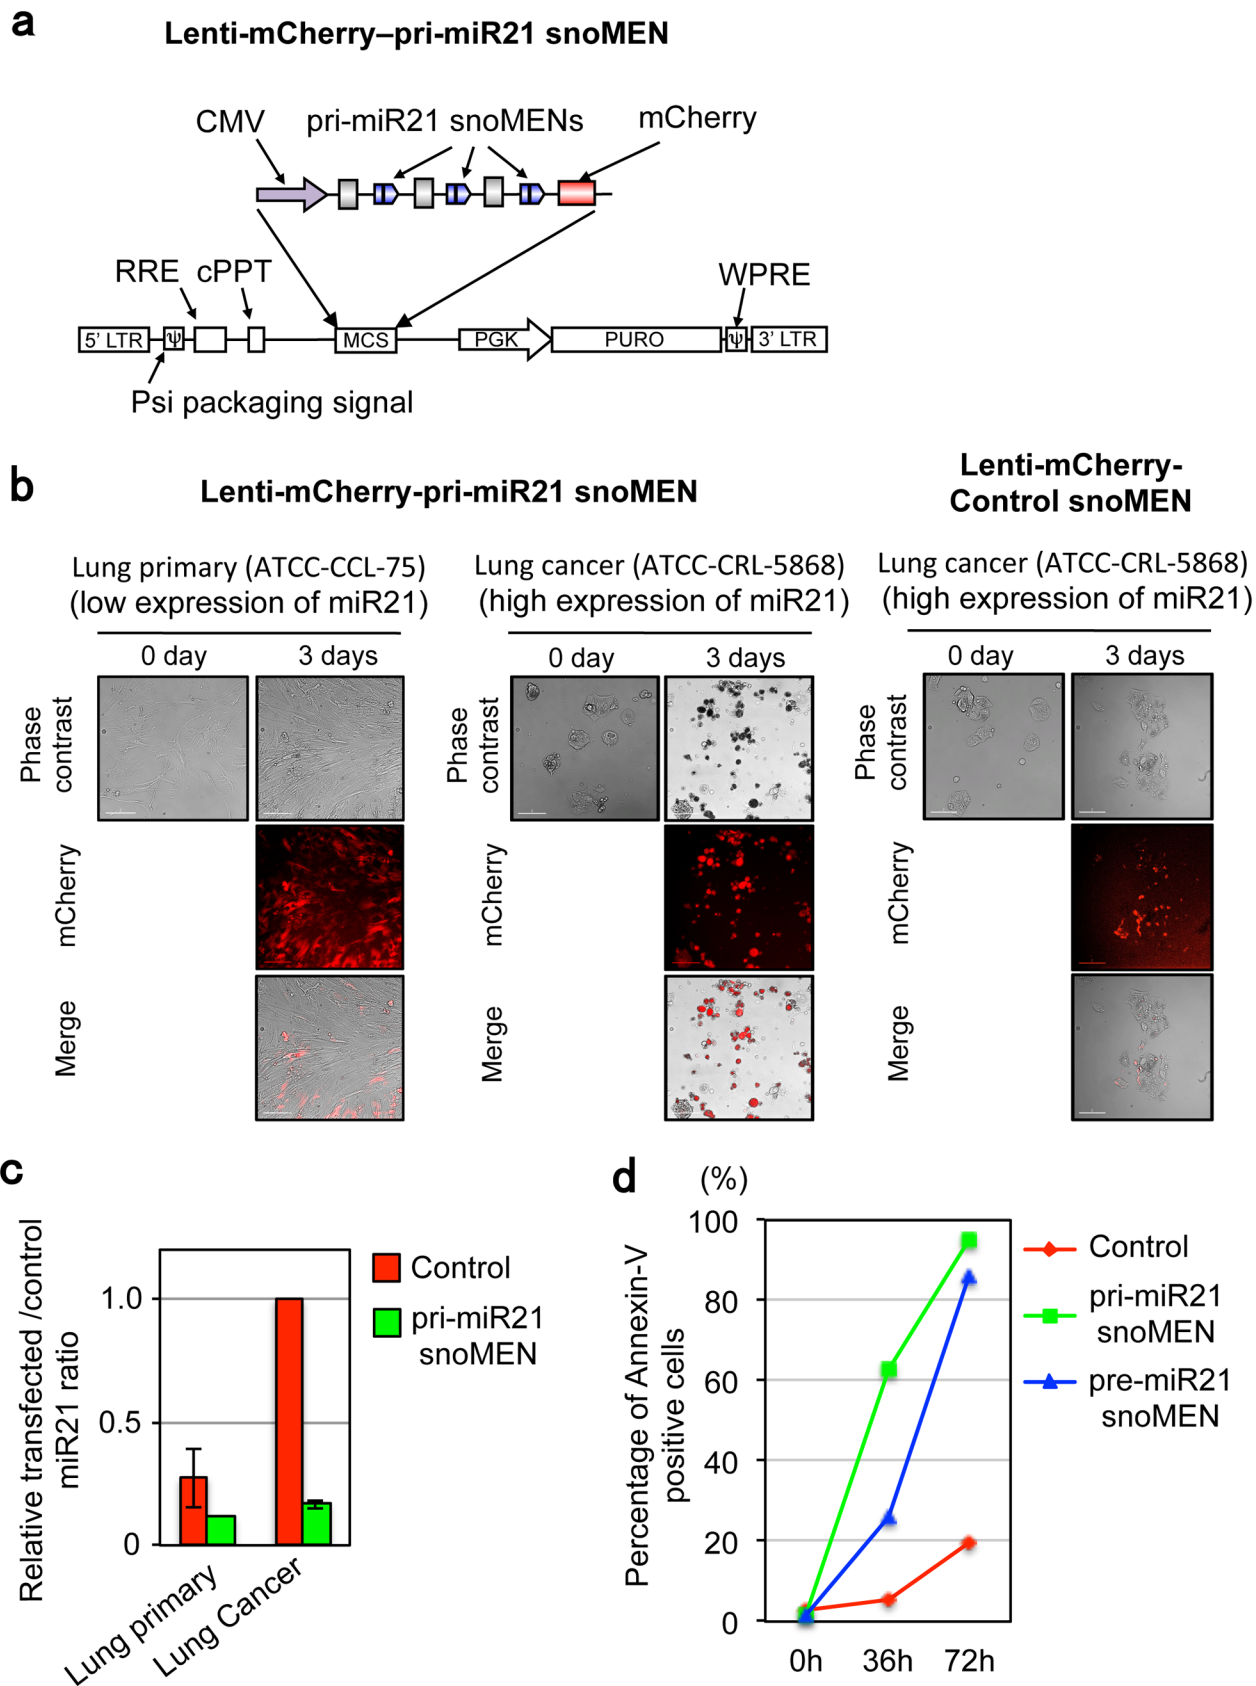 a
Lenti-mCherry–pri-miR21 snoMEN
CMV
pri-miR21 snoMENs
mCherry
RRE
cPPT
WPRE
5’ LTR
ψ
MCS
PGK
PURO
ψ
3’ LTR
Psi packaging signal
b
Lenti-mCherry-pri-miR21 snoMEN
Lenti-mCherry-
Control snoMEN
Lung primary (ATCC-CCL-75)
(low expression of miR21)
Lung cancer (ATCC-CRL-5868)
(high expression of miR21)
Lung cancer (ATCC-CRL-5868)
(high expression of miR21)
0 day
3 days
0 day
3 days
0 day
3 days
Phase
contrast
Phase
contrast
Phase
contrast
mCherry
mCherry
mCherry
Merge
Merge
Merge
c
Relative transfected /control
miR21 ratio
1.0
0.5
0
Lung primary
Lung Cancer
Control
pri-miR21
snoMEN
d
(%)
Percentage of Annexin-V
positive cells
100
80
60
40
20
0
0h
36h
72h
Control
pri-miR21
snoMEN
pre-miR21
snoMEN